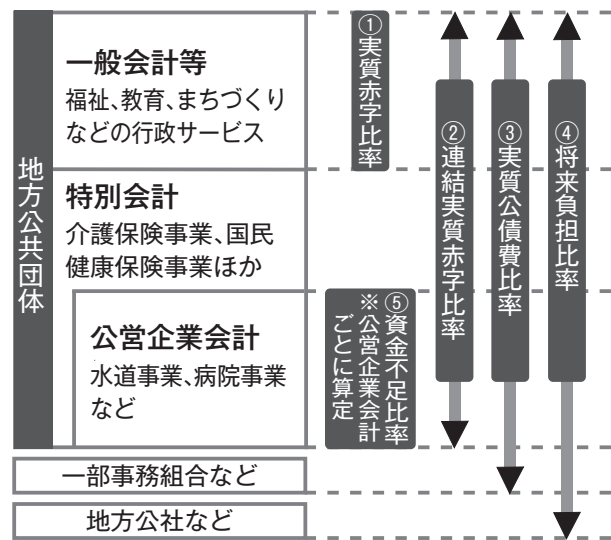 地方公共団体
一般会計等
福祉、教育、まちづくり
などの行政サービス
特別会計
介護保険事業、国民
健康保険事業ほか
公営企業会計
水道事業、病院事業
など
一部事務組合など
地方公社など
①実質赤字比率
②連結実質赤字比率
③実質公債費比率
④将来負担比率
⑤資金不足比率
※公営企業会計
ごとに算定